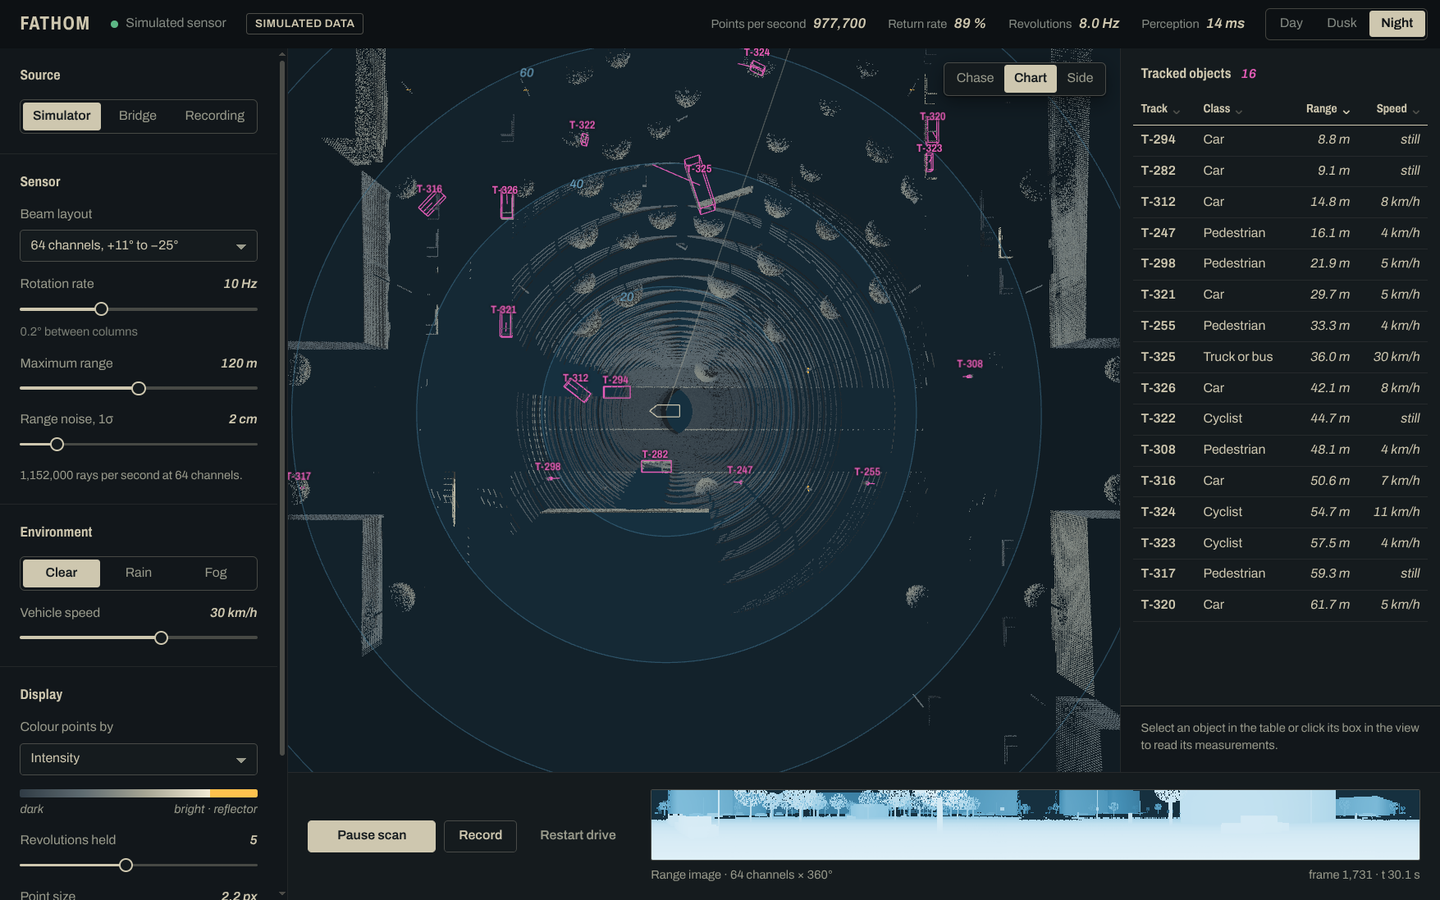 FATHOM
Simulated sensor
SIMULATED DATA
Points per second 977,700
Return rate 89 %
Revolutions 8.0 Hz
Perception 14 ms
Day
Dusk
Night
Source
Simulator
Bridge
Recording
Sensor
Beam layout
64 channels, +11° to −25°
Rotation rate 10 Hz
0.2° between columns
Maximum range 120 m
Range noise, 1σ 2 cm
1,152,000 rays per second at 64 channels.
Environment
Clear
Rain
Fog
Vehicle speed 30 km/h
Display
Colour points by
Intensity
dark
bright · reflector
Revolutions held 5
Point size 2.2 px
Chase
Chart
Side
60
40
20
T-324
T-322
T-320
T-323
T-325
T-316
T-326
T-321
T-308
T-312
T-294
T-282
T-298
T-247
T-255
T-317
Pause scan
Record
Restart drive
Range image · 64 channels × 360°
frame 1,731 · t 30.1 s
Tracked objects 16
Track Class Range Speed
T-294 Car 8.8 m still
T-282 Car 9.1 m still
T-312 Car 14.8 m 8 km/h
T-247 Pedestrian 16.1 m 4 km/h
T-298 Pedestrian 21.9 m 5 km/h
T-321 Car 29.7 m 5 km/h
T-255 Pedestrian 33.3 m 4 km/h
T-325 Truck or bus 36.0 m 30 km/h
T-326 Car 42.1 m 8 km/h
T-322 Cyclist 44.7 m still
T-308 Pedestrian 48.1 m 4 km/h
T-316 Car 50.6 m 7 km/h
T-324 Cyclist 54.7 m 11 km/h
T-323 Cyclist 57.5 m 4 km/h
T-317 Pedestrian 59.3 m still
T-320 Car 61.7 m 5 km/h
Select an object in the table or click its box in the view
to read its measurements.